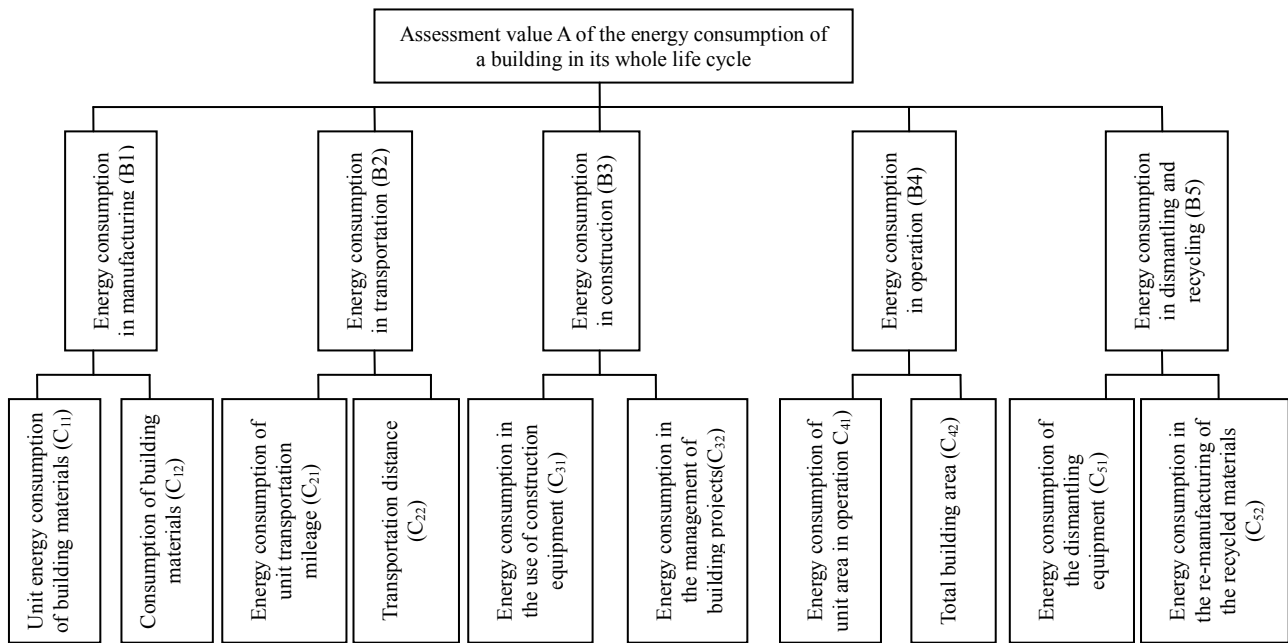 Assessment value A of the energy consumption of
a building in its whole life cycle
Energy consumption
in manufacturing (B1)
Energy consumption
in transportation (B2)
Energy consumption
in construction (B3)
Energy consumption
in operation (B4)
Energy consumption
in dismantling and
recycling (B5)
Unit energy consumption
of building materials (C₁₁)
Consumption of building
materials (C₁₂)
Energy consumption of
unit transportation
mileage (C₂₁)
Transportation distance
(C₂₂)
Energy consumption in
the use of construction
equipment (C₃₁)
Energy consumption in
the management of
building projects(C₃₂)
Energy consumption of
unit area in operation C₄₁)
Total building area (C₄₂)
Energy consumption of
the dismantling
equipment (C₅₁)
Energy consumption in
the re-manufacturing of
the recycled materials
(C₅₂)